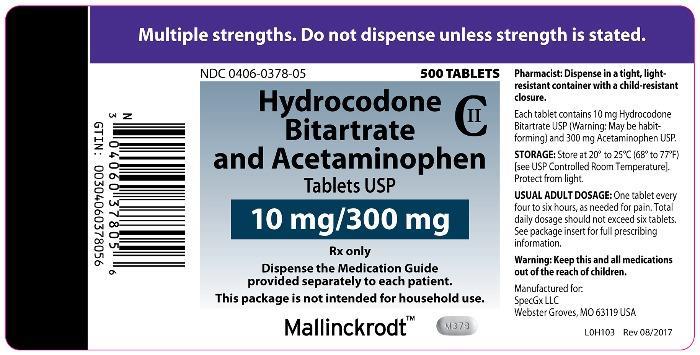 Multiple strengths. Do not dispense unless strength is stated.
NDC 0406-0378-05 500 TABLETS
Hydrocodone CII
Bitartrate
and Acetaminophen
Tablets USP
10 mg/300 mg
Rx only
Dispense the Medication Guide
provided separately to each patient.
This package is not intended for household use.
Mallinckrodt™ M373
Pharmacist: Dispense in a tight, light-
resistant container with a child-resistant
closure.
Each tablet contains 10 mg Hydrocodone
Bitartrate USP (Warning: May be habit-
forming) and 300 mg Acetaminophen USP.
STORAGE: Store at 20° to 25°C (68° to 77°F)
[see USP Controlled Room Temperature].
Protect from light.
USUAL ADULT DOSAGE: One tablet every
four to six hours, as needed for pain. Total
daily dosage should not exceed six tablets.
See package insert for full prescribing
information.
Warning: Keep this and all medications
out of the reach of children.
Manufactured for:
SpecGx LLC
Webster Groves, MO 63119 USA
L0H103 Rev 08/2017
N
3 0406037805 6
GTIN: 00304060378056